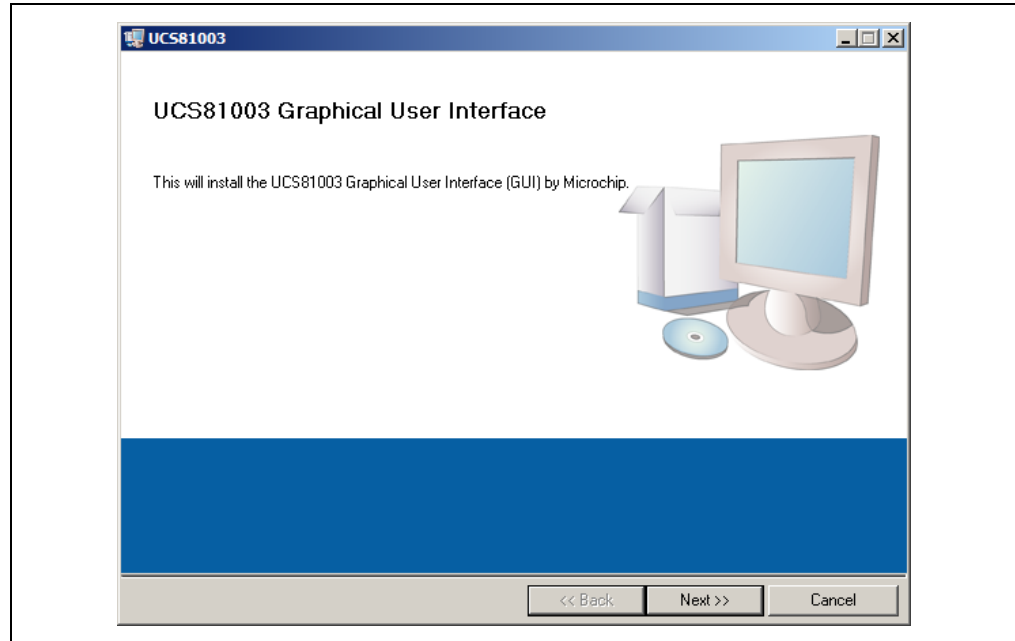 UCS81003
UCS81003 Graphical User Interface
This will install the UCS81003 Graphical User Interface (GUI) by Microchip.
<< Back
Next >>
Cancel